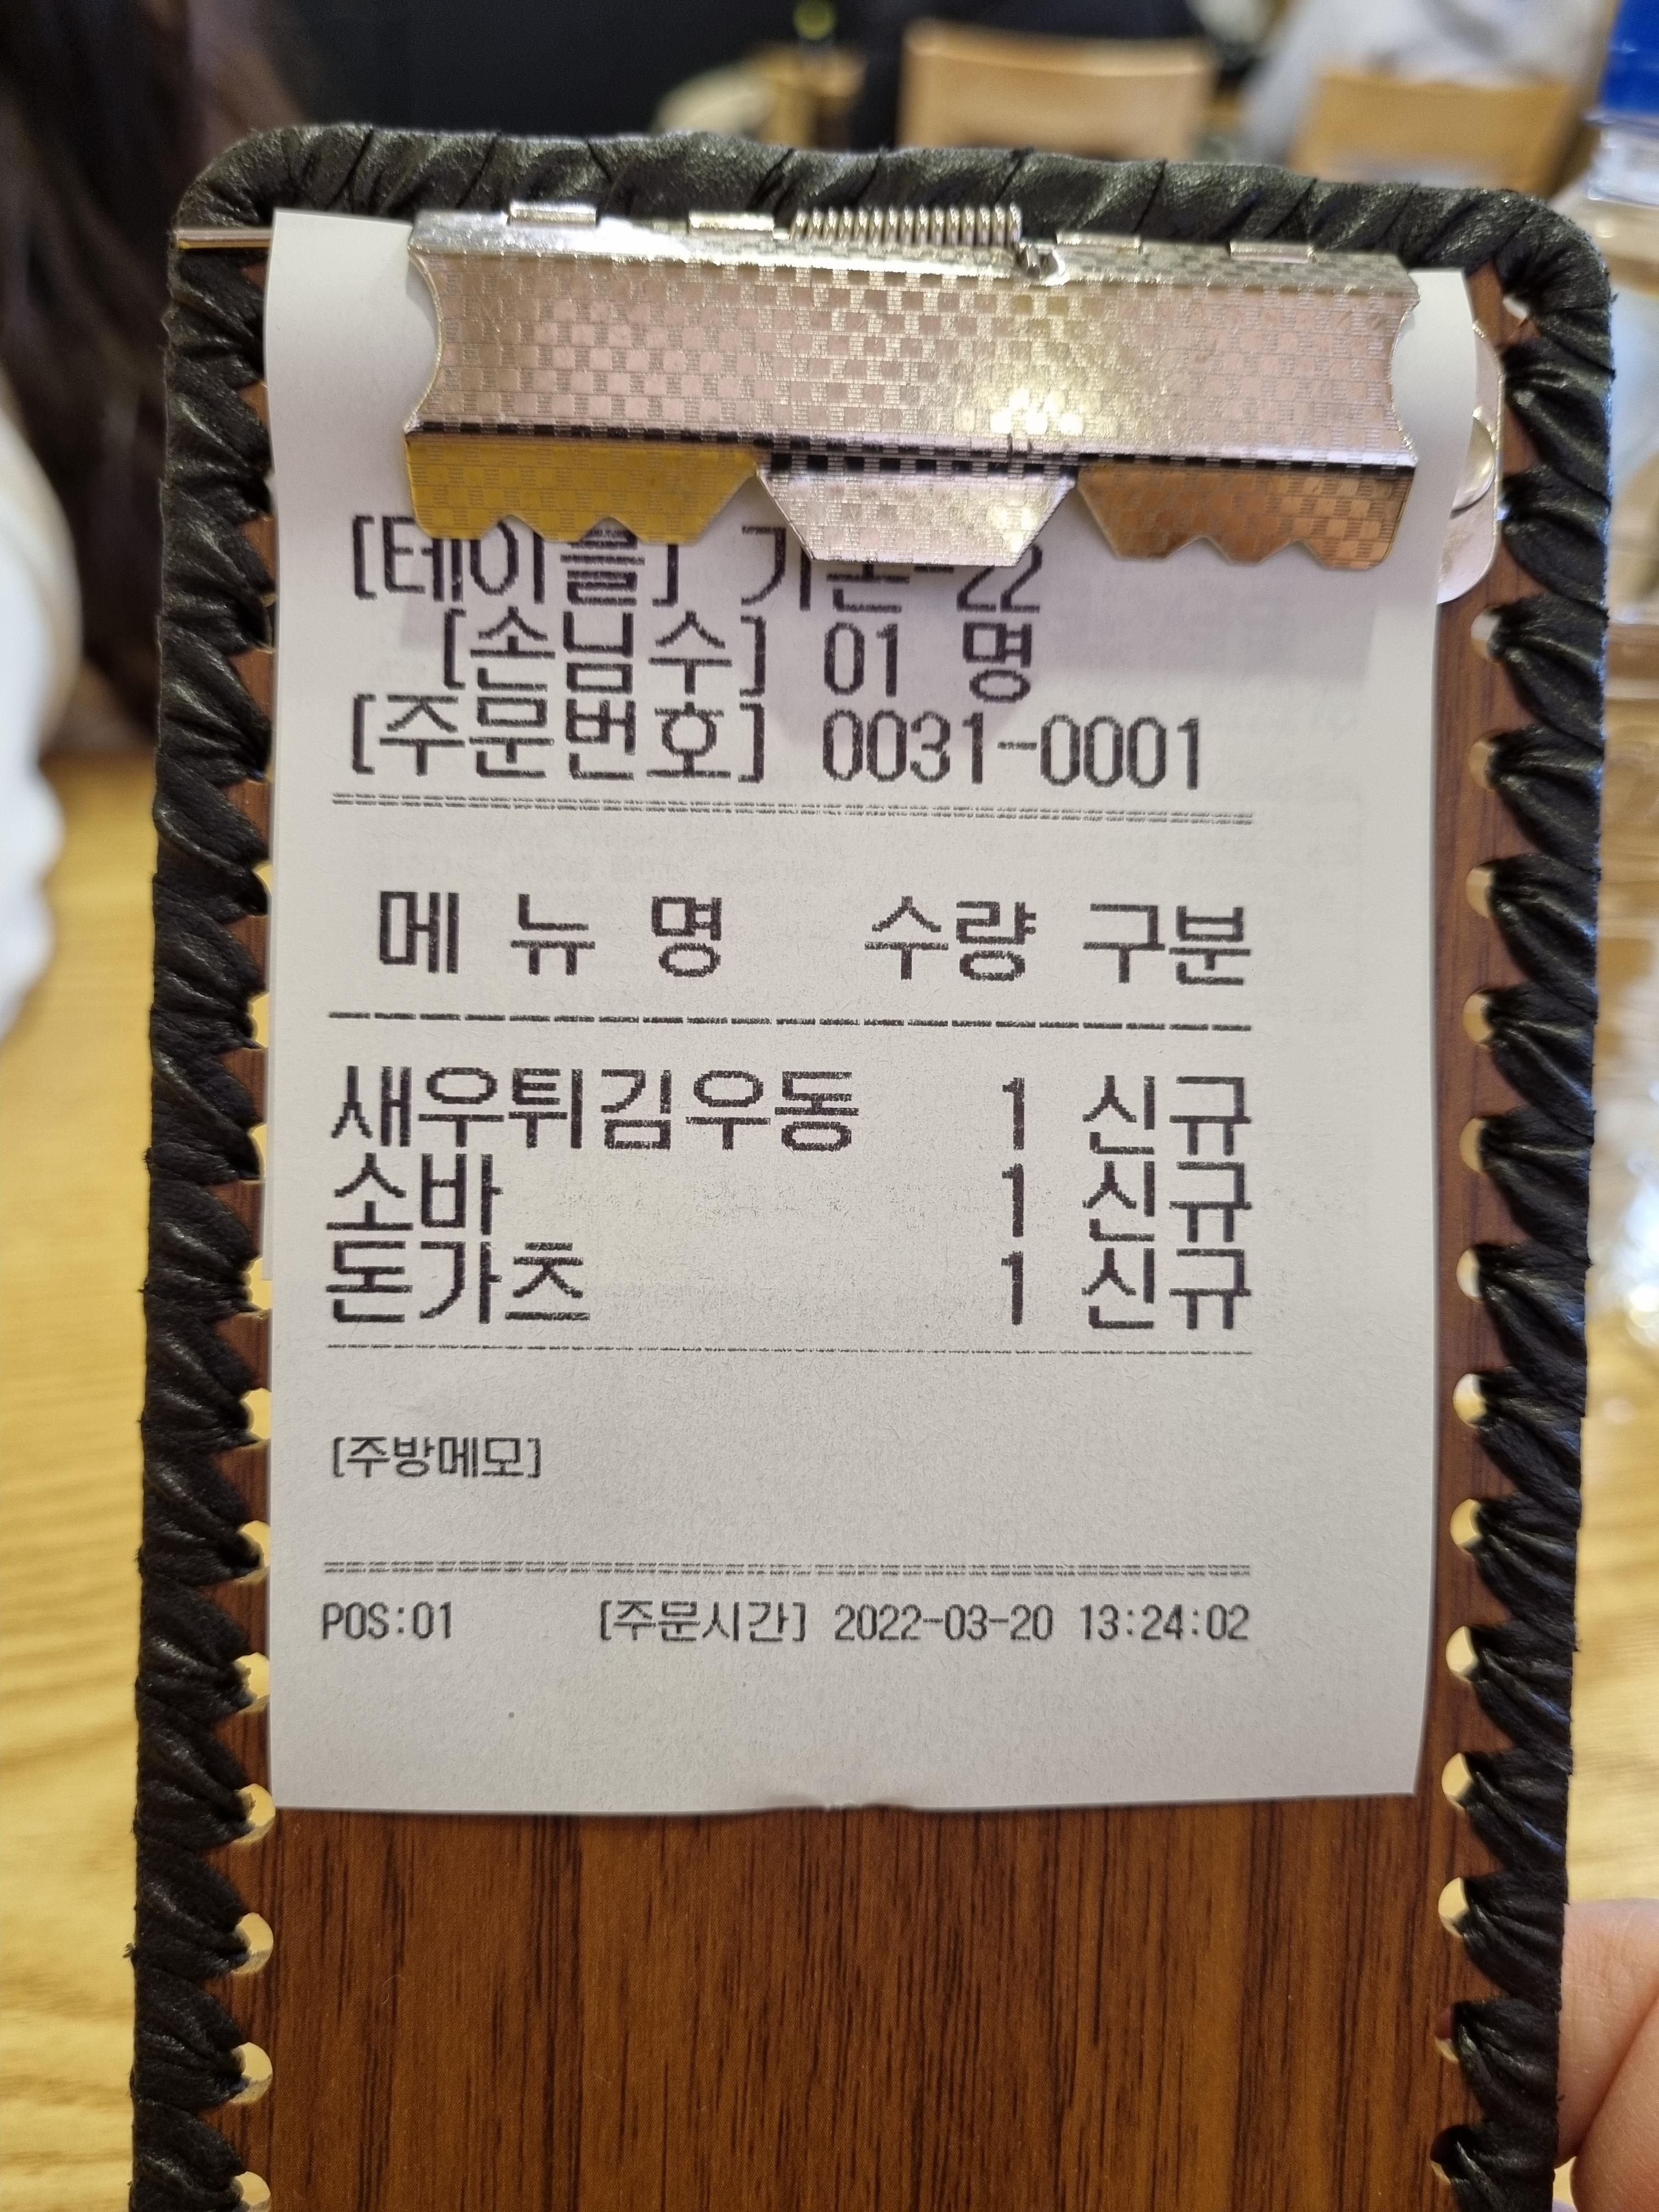 [테이블] 기본-22
[손님수] 01 명
[주문번호] 0031-0001
메 뉴 명 수량 구분
새우튀김우동 1 신규
소바 1 신규
돈가츠 1 신규
[주방메모]
POS:01 [주문시간] 2022-03-20 13:24:02